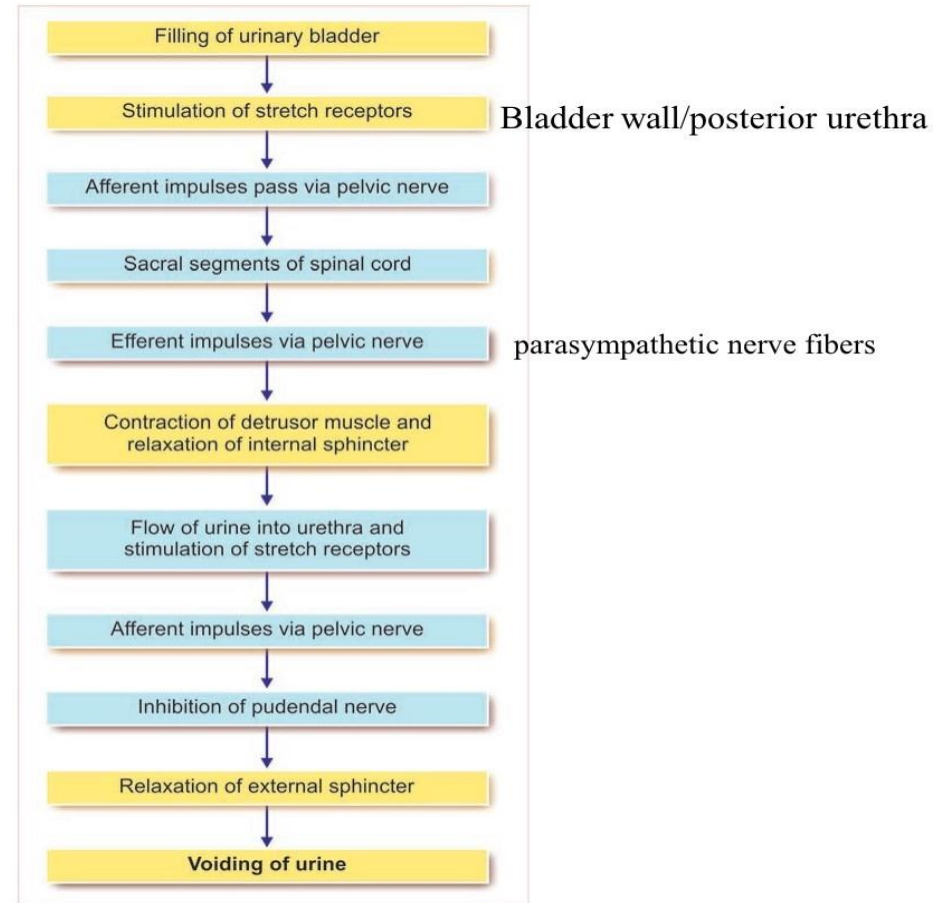 Filling of urinary bladder
Stimulation of stretch receptors
Bladder wall/posterior urethra
Afferent impulses pass via pelvic nerve
Sacral segments of spinal cord
Efferent impulses via pelvic nerve
parasympathetic nerve fibers
Contraction of detrusor muscle and
relaxation of internal sphincter
Flow of urine into urethra and
stimulation of stretch receptors
Afferent impulses via pelvic nerve
Inhibition of pudendal nerve
Relaxation of external sphincter
Voiding of urine